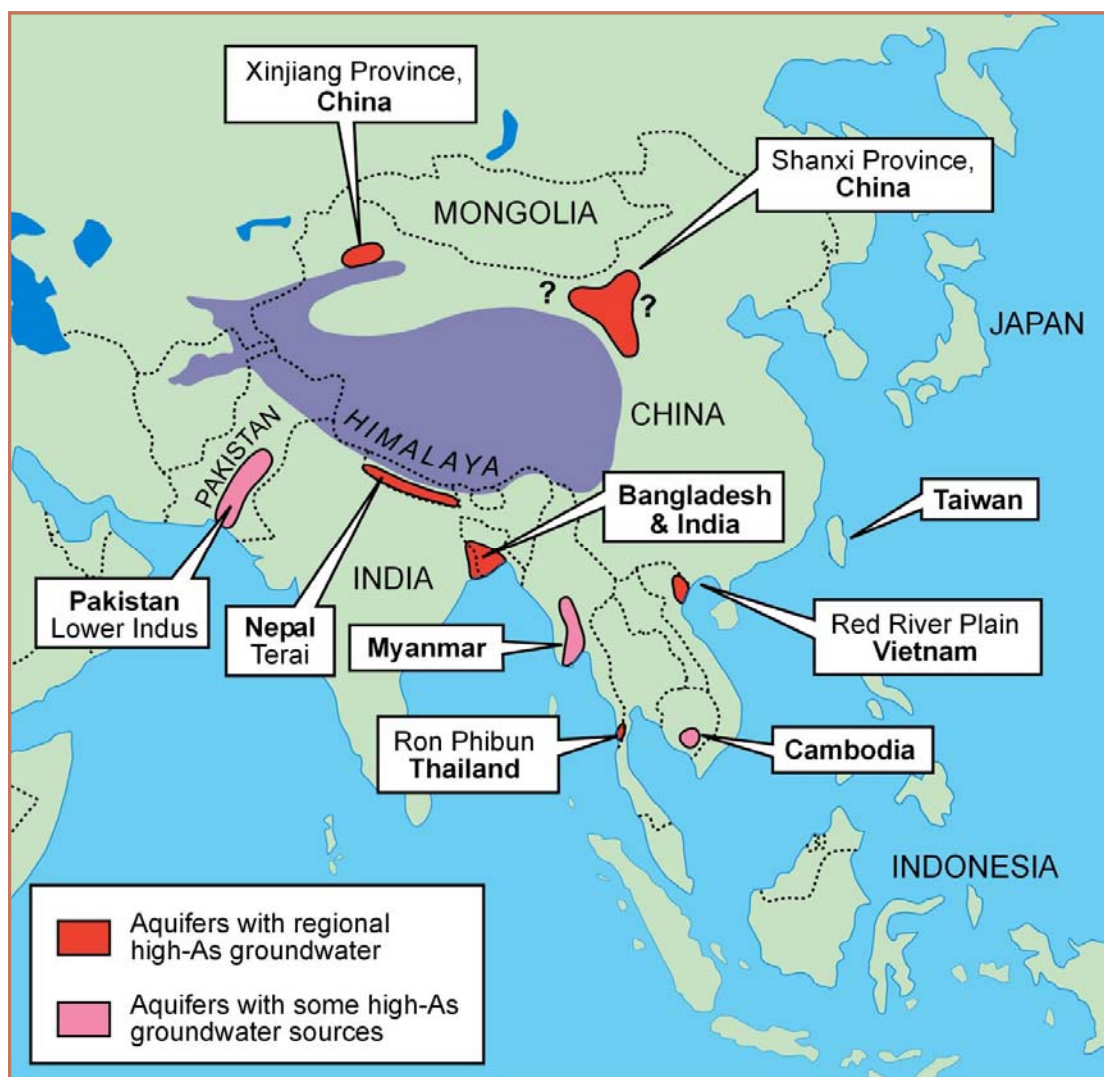 Xinjiang Province,
China
Shanxi Province,
China
MONGOLIA
?
?
JAPAN
CHINA
HIMALAYA
PAKISTAN
Bangladesh
& India
Taiwan
INDIA
Pakistan
Lower Indus
Nepal
Terai
Myanmar
Red River Plain
Vietnam
Ron Phibun
Thailand
Cambodia
INDONESIA
Aquifers with regional
high-As groundwater
Aquifers with some high-As
groundwater sources